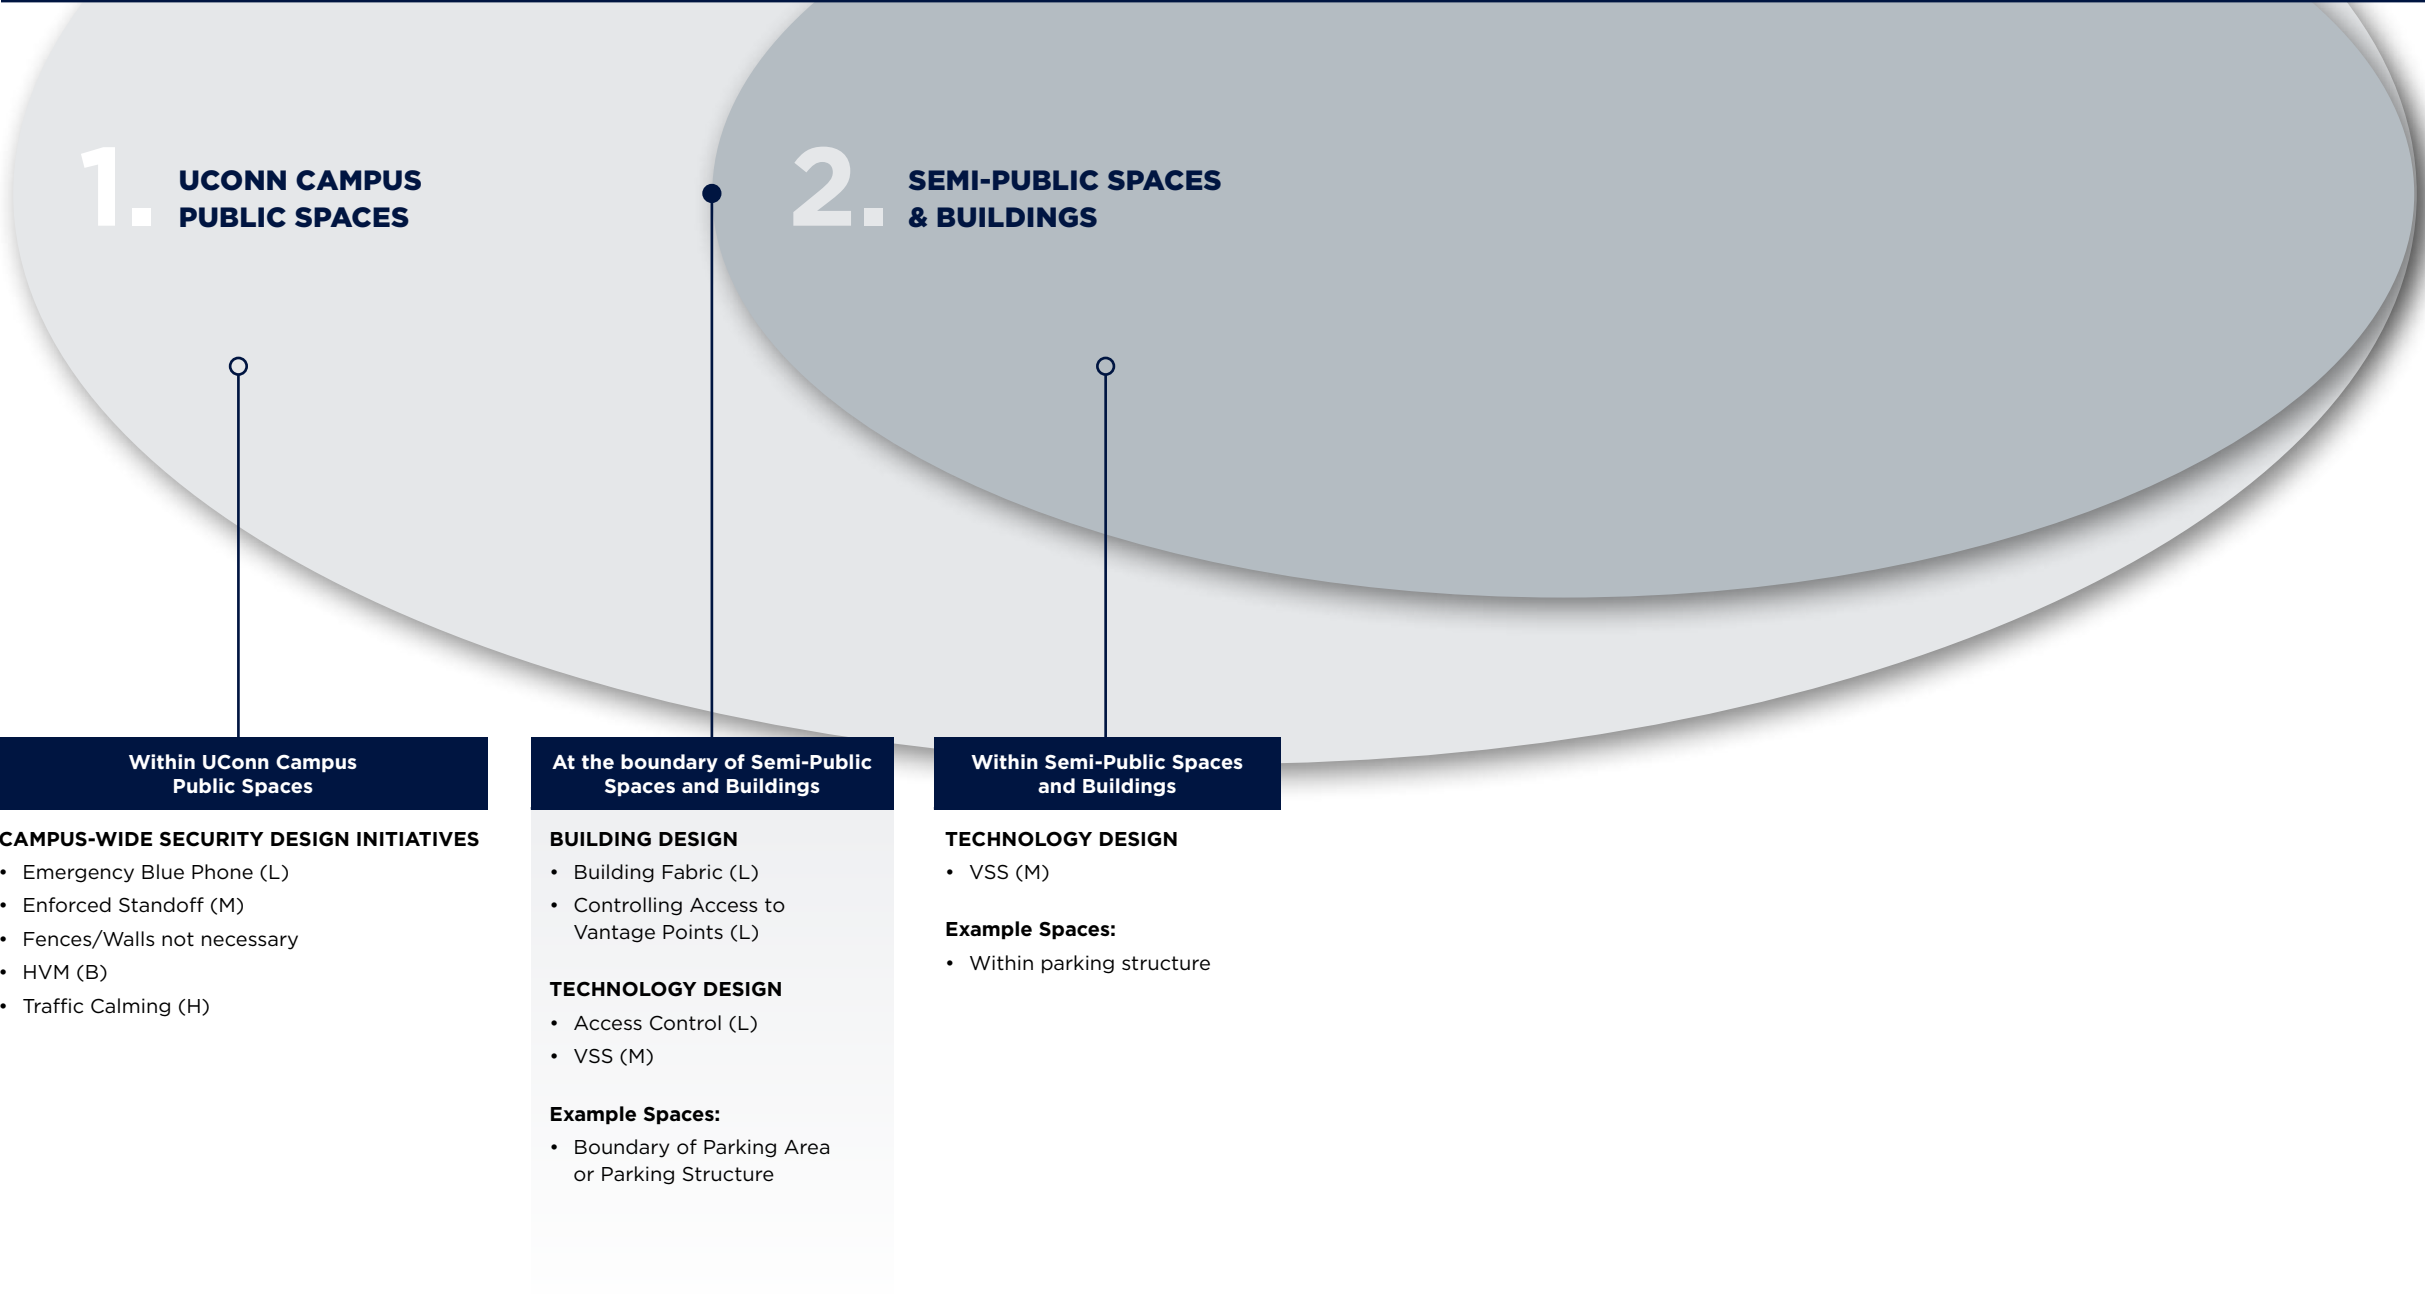 1.
UCONN CAMPUS
PUBLIC SPACES
2.
SEMI-PUBLIC SPACES
& BUILDINGS
Within UConn Campus
Public Spaces
CAMPUS-WIDE SECURITY DESIGN INITIATIVES
• Emergency Blue Phone (L)
• Enforced Standoff (M)
• Fences/Walls not necessary
• HVM (B)
• Traffic Calming (H)
At the boundary of Semi-Public
Spaces and Buildings
BUILDING DESIGN
• Building Fabric (L)
• Controlling Access to
Vantage Points (L)
TECHNOLOGY DESIGN
• Access Control (L)
• VSS (M)
Example Spaces:
• Boundary of Parking Area
or Parking Structure
Within Semi-Public Spaces
and Buildings
TECHNOLOGY DESIGN
• VSS (M)
Example Spaces:
• Within parking structure